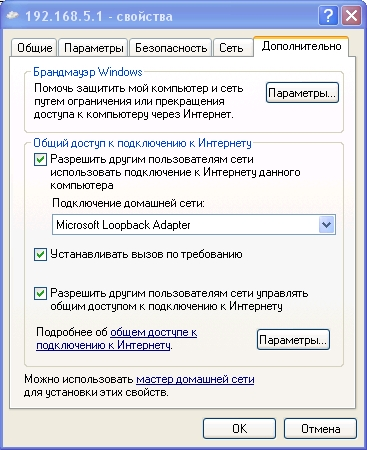 192.168.5.1 - свойства
Общие Параметры Безопасность Сеть Дополнительно
Брандмауэр Windows
Помочь защитить мой компьютер и сеть
путем ограничения или прекращения
доступа к компьютеру через Интернет.
Параметры...
Общий доступ к подключению к Интернету
Разрешить другим пользователям сети
использовать подключение к Интернету данного
компьютера
Подключение домашней сети:
Microsoft Loopback Adapter
Устанавливать вызов по требованию
Разрешить другим пользователям сети управлять
общим доступом к подключению к Интернету
Подробнее об общем доступе к
подключению к Интернету.
Параметры...
Можно использовать мастер домашней сети
для установки этих свойств.
OK Отмена